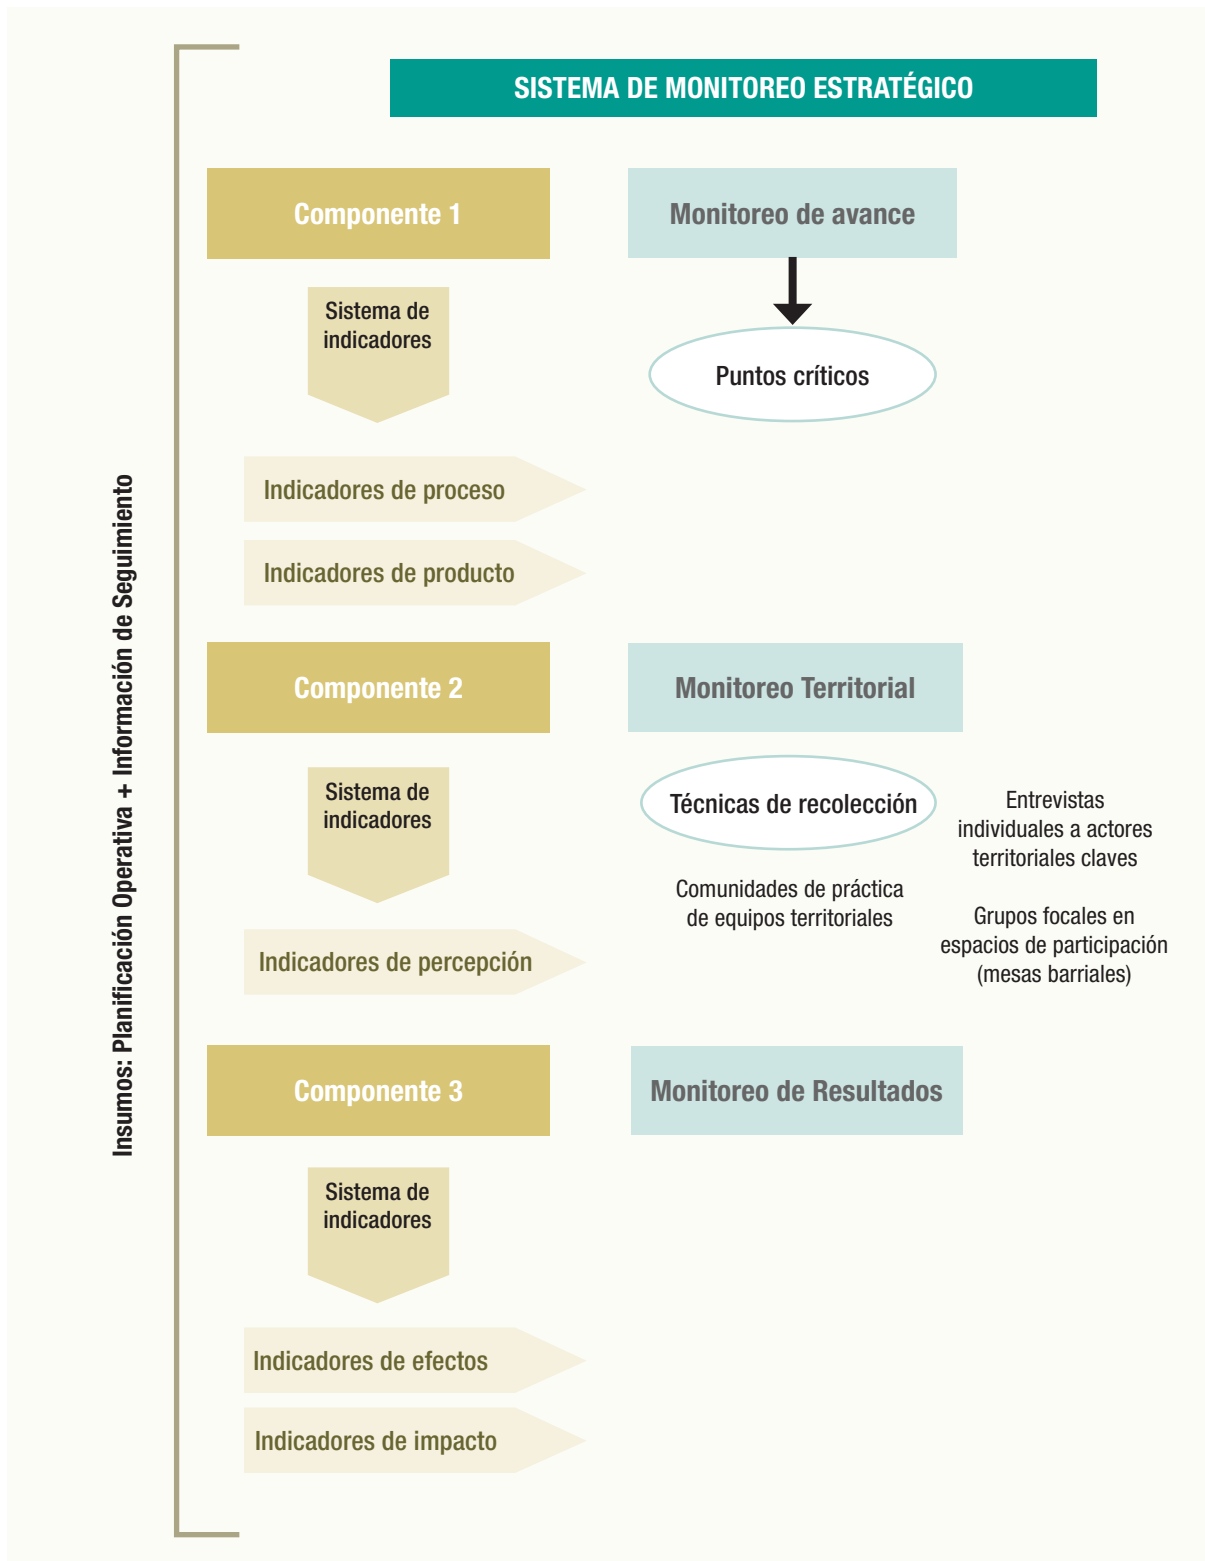 SISTEMA DE MONITOREO ESTRATÉGICO
Insumos: Planificación Operativa + Información de Seguimiento
Componente 1
Monitoreo de avance
Sistema de
indicadores
Puntos críticos
Indicadores de proceso
Indicadores de producto
Componente 2
Monitoreo Territorial
Sistema de
indicadores
Técnicas de recolección
Entrevistas
individuales a actores
territoriales claves
Comunidades de práctica
de equipos territoriales
Grupos focales en
espacios de participación
(mesas barriales)
Indicadores de percepción
Componente 3
Monitoreo de Resultados
Sistema de
indicadores
Indicadores de efectos
Indicadores de impacto